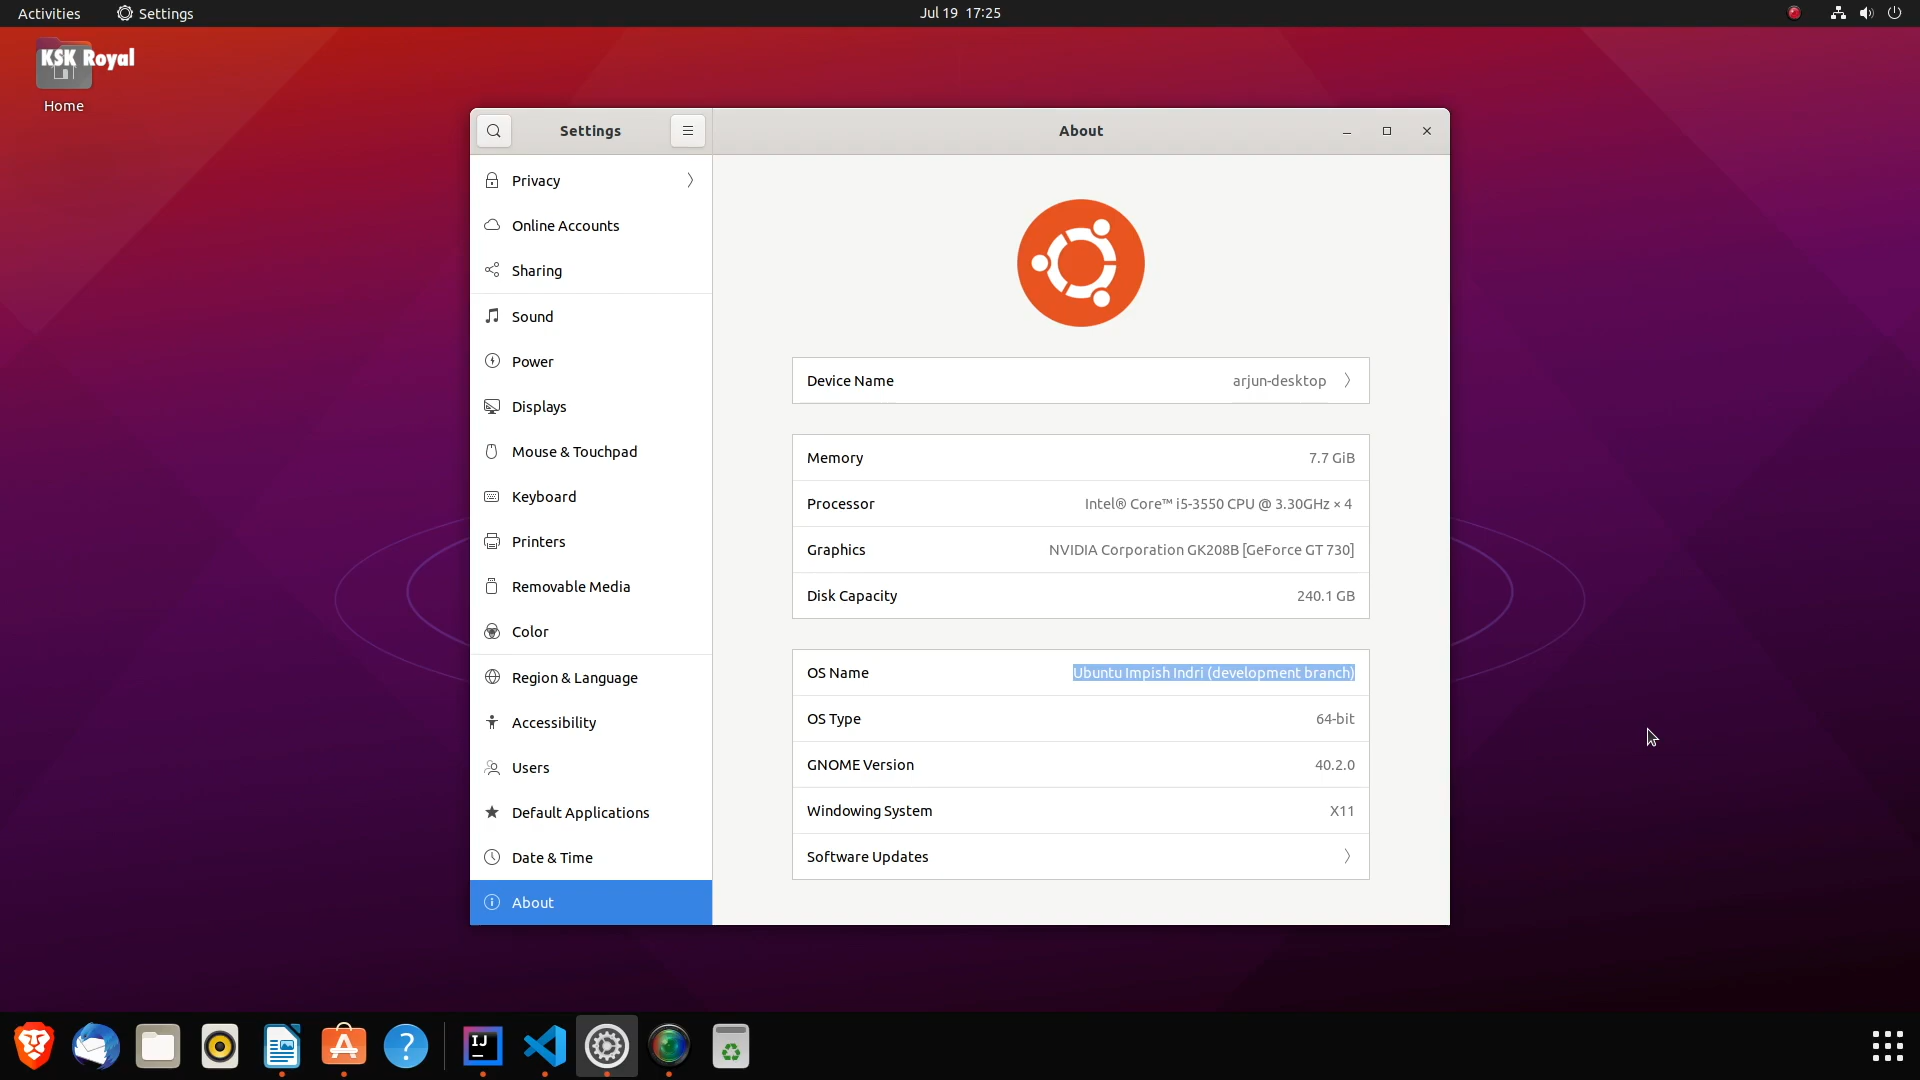 Activities
Settings
Jul 19 17:25
KSK Royal
Home
Settings
About
Privacy
Online Accounts
Sharing
Sound
Power
Displays
Mouse & Touchpad
Keyboard
Printers
Removable Media
Color
Region & Language
Accessibility
Users
Default Applications
Date & Time
About
Device Name arjun-desktop
Memory 7.7 GiB
Processor Intel® Core™ i5-3550 CPU @ 3.30GHz × 4
Graphics NVIDIA Corporation GK208B [GeForce GT 730]
Disk Capacity 240.1 GB
OS Name Ubuntu Impish Indri (development branch)
OS Type 64-bit
GNOME Version 40.2.0
Windowing System X11
Software Updates
IJ